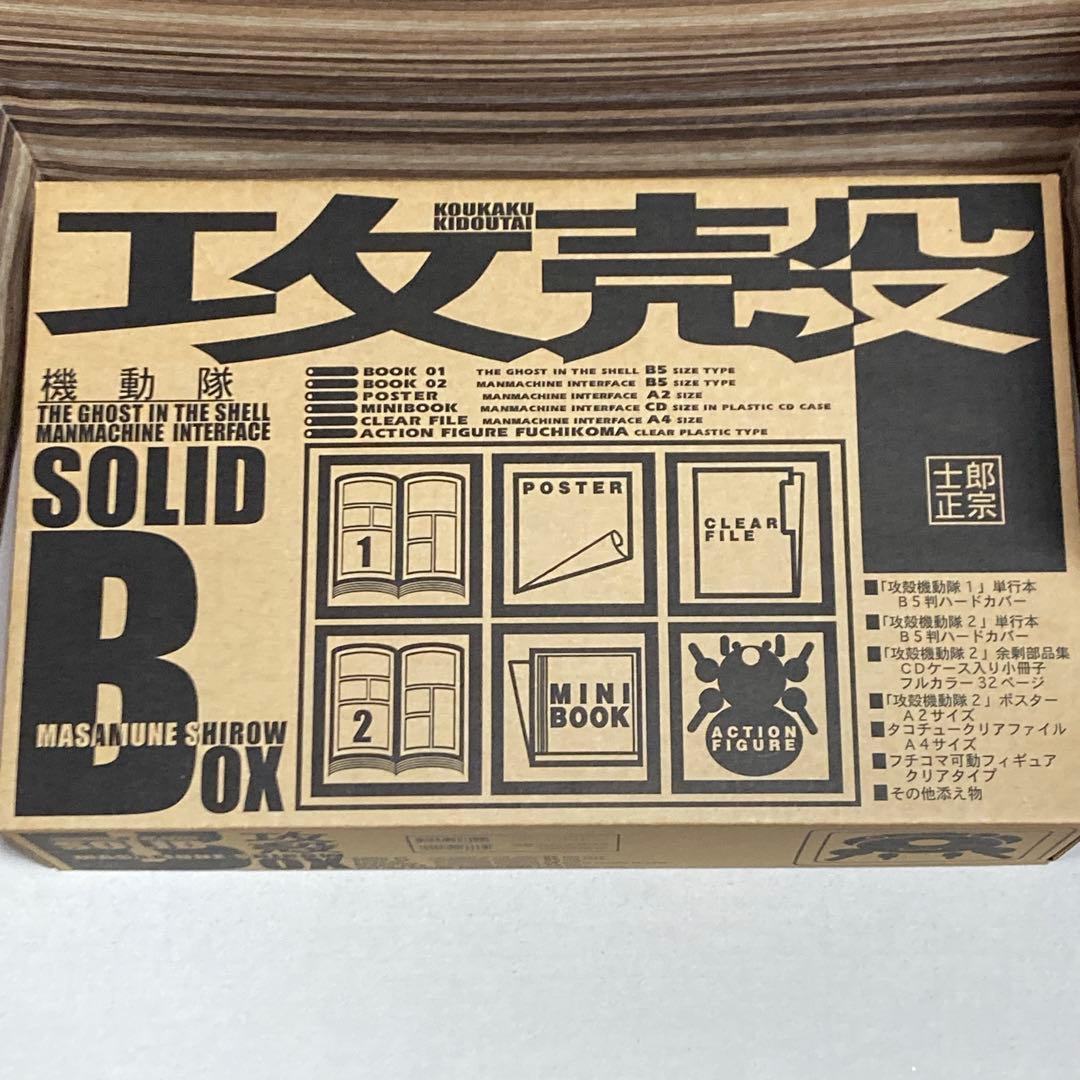 攻殻
KOUKAKU
KIDOUTAI
機動隊
THE GHOST IN THE SHELL
MANMACHINE INTERFACE
SOLID
BOX
MASAMUNE SHIROW
BOOK 01 THE GHOST IN THE SHELL B5 SIZE TYPE
BOOK 02 MANMACHINE INTERFACE B5 SIZE TYPE
POSTER MANMACHINE INTERFACE A2 SIZE
MINIBOOK MANMACHINE INTERFACE CD SIZE IN PLASTIC CD CASE
CLEAR FILE MANMACHINE INTERFACE A4 SIZE
ACTION FIGURE FUCHIKOMA CLEAR PLASTIC TYPE
1
POSTER
CLEAR
FILE
2
MINI
BOOK
ACTION
FIGURE
士郎
正宗
■「攻殻機動隊1」単行本
B5判ハードカバー
■「攻殻機動隊2」単行本
B5判ハードカバー
■「攻殻機動隊2」余剰部品集
CDケース入り小冊子
フルカラー32ページ
■「攻殻機動隊2」ポスター
A2サイズ
■タコチュークリアファイル
A4サイズ
■フチコマ可動フィギュア
クリアタイプ
■その他添え物